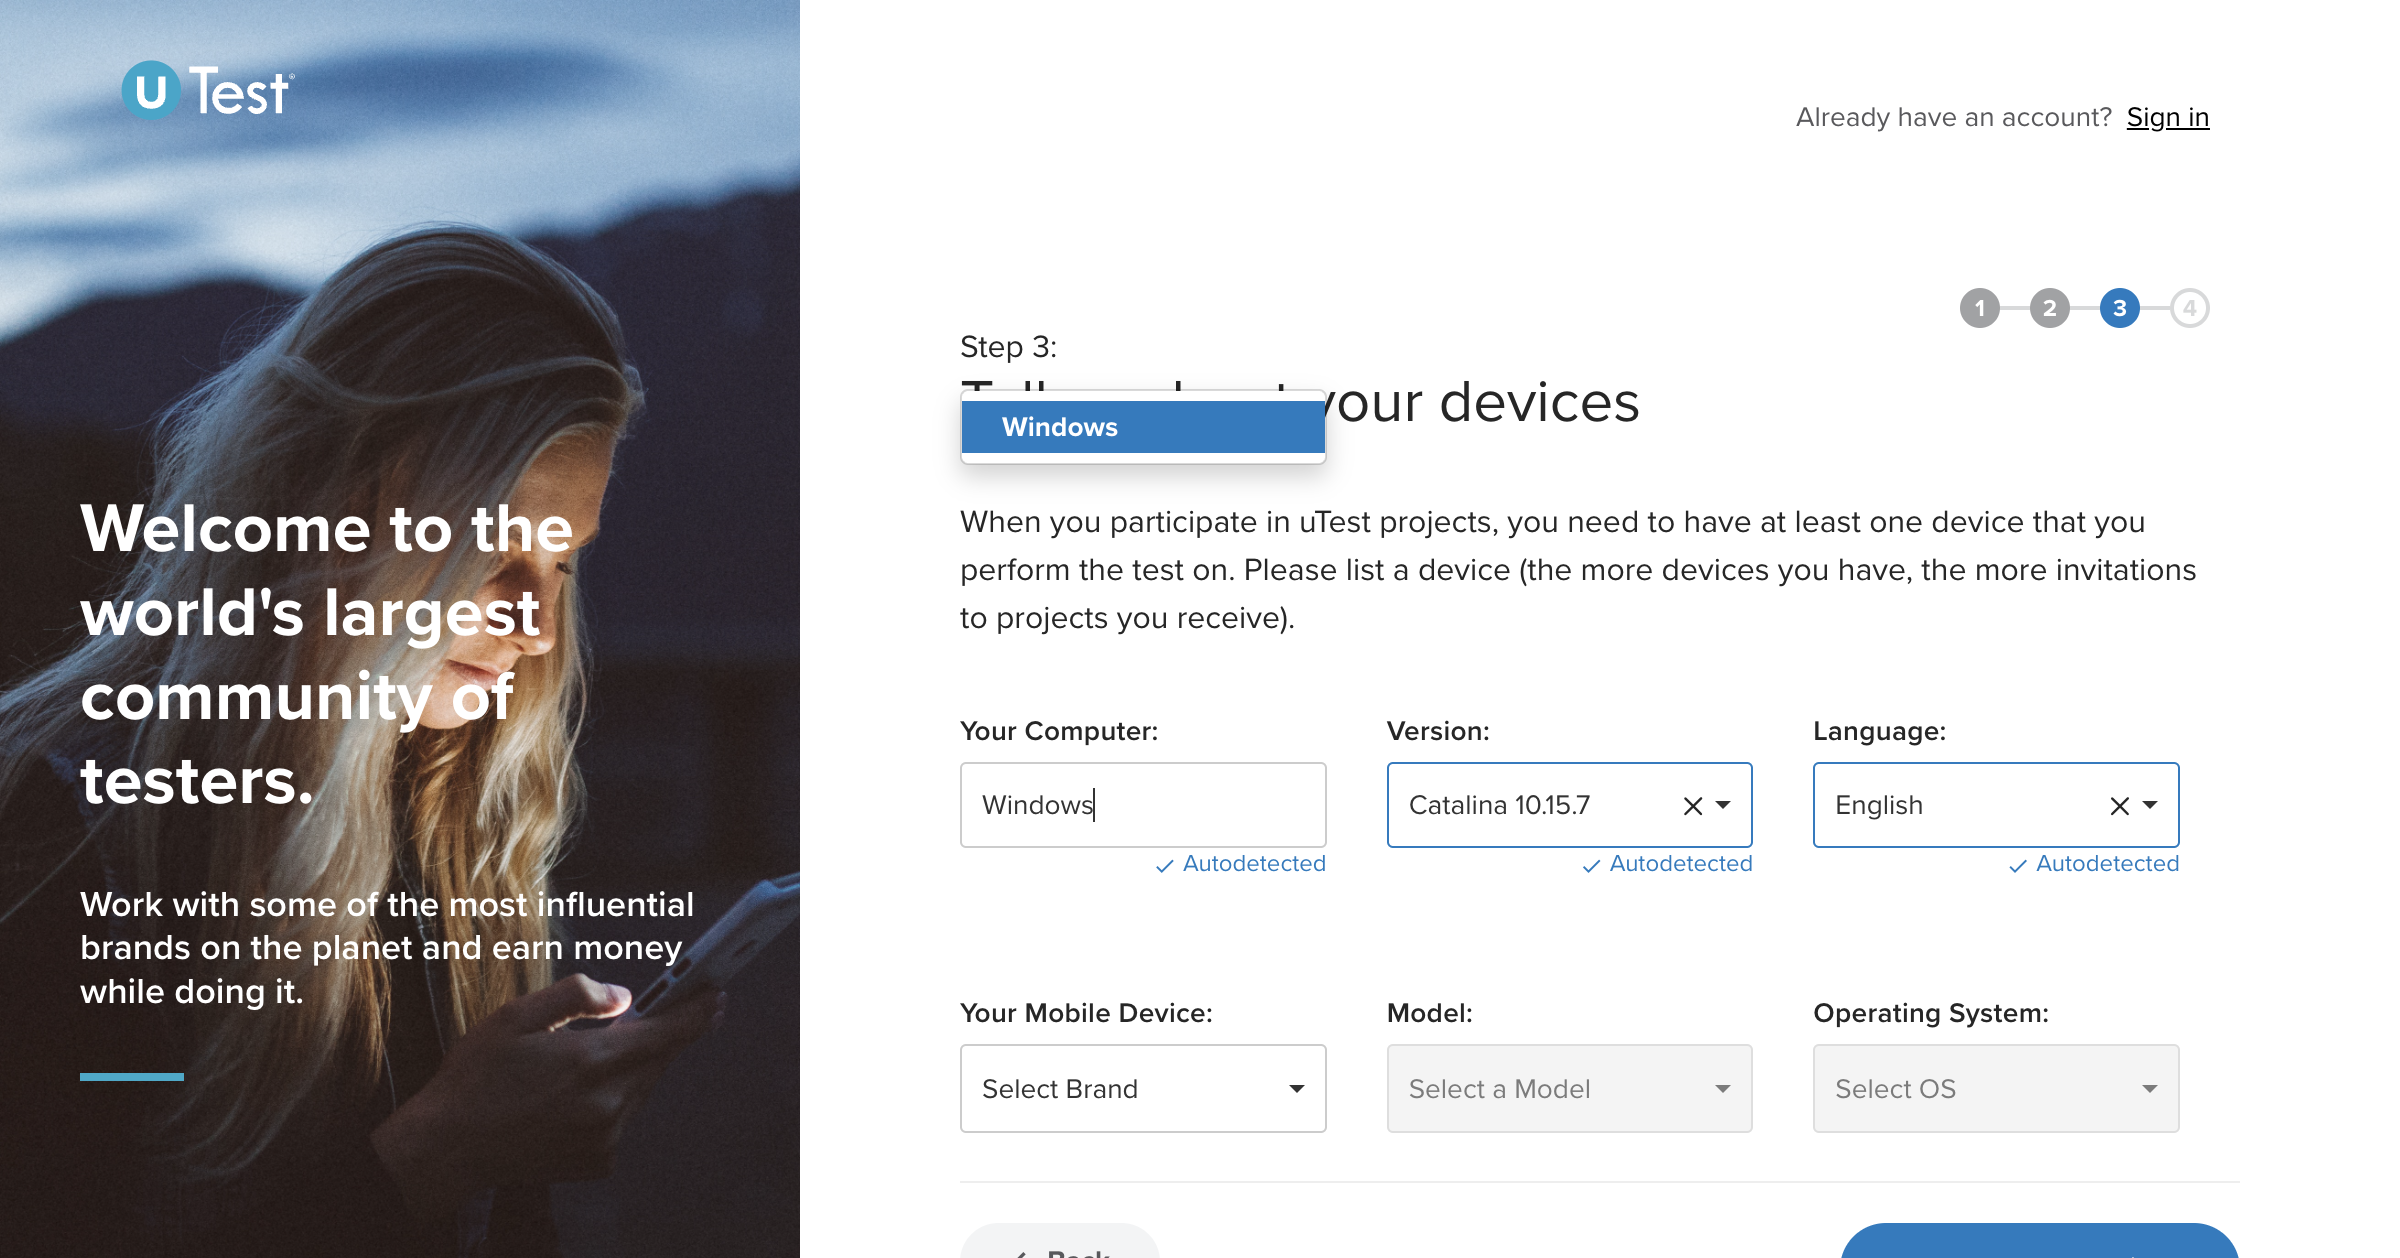 U Test
Already have an account? Sign in
1 2 3 4
Step 3:
your devices
Windows
Welcome to the
world's largest
community of
testers.
Work with some of the most influential
brands on the planet and earn money
while doing it.
When you participate in uTest projects, you need to have at least one device that you
perform the test on. Please list a device (the more devices you have, the more invitations
to projects you receive).
Your Computer: Version: Language:
Windows Catalina 10.15.7 English
Autodetected Autodetected Autodetected
Your Mobile Device: Model: Operating System:
Select Brand Select a Model Select OS